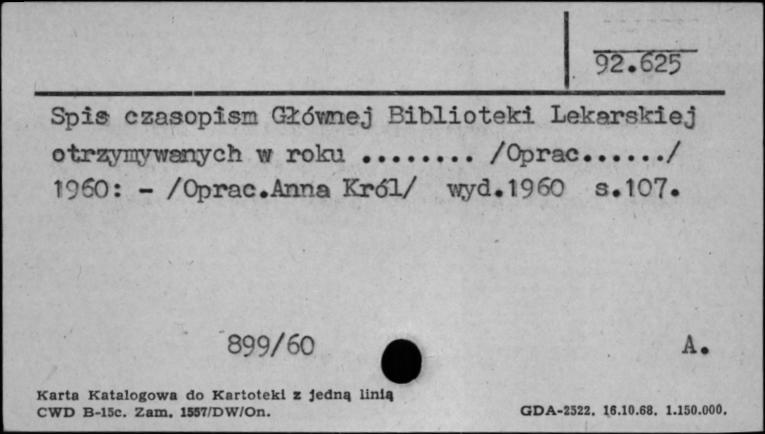 92.625
Spis czasopism Głównej Biblioteki Lekarskiej
otrzymywanych w roku ........ /Oprac....../
1960: - /Oprac.Anna Król/ wyd.1960 s.107.
899/60 A.
Karta Katalogowa do Kartoteki z jedną linią
CWD B-15c. Zam. 1557/DW/On. GDA-2522. 16.10.68. 1.150.000.